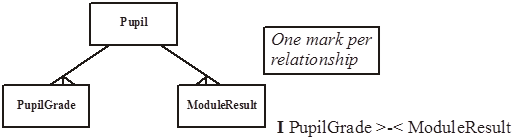 Pupil
One mark per
relationship
PupilGrade
ModuleResult
I PupilGrade >-< ModuleResult